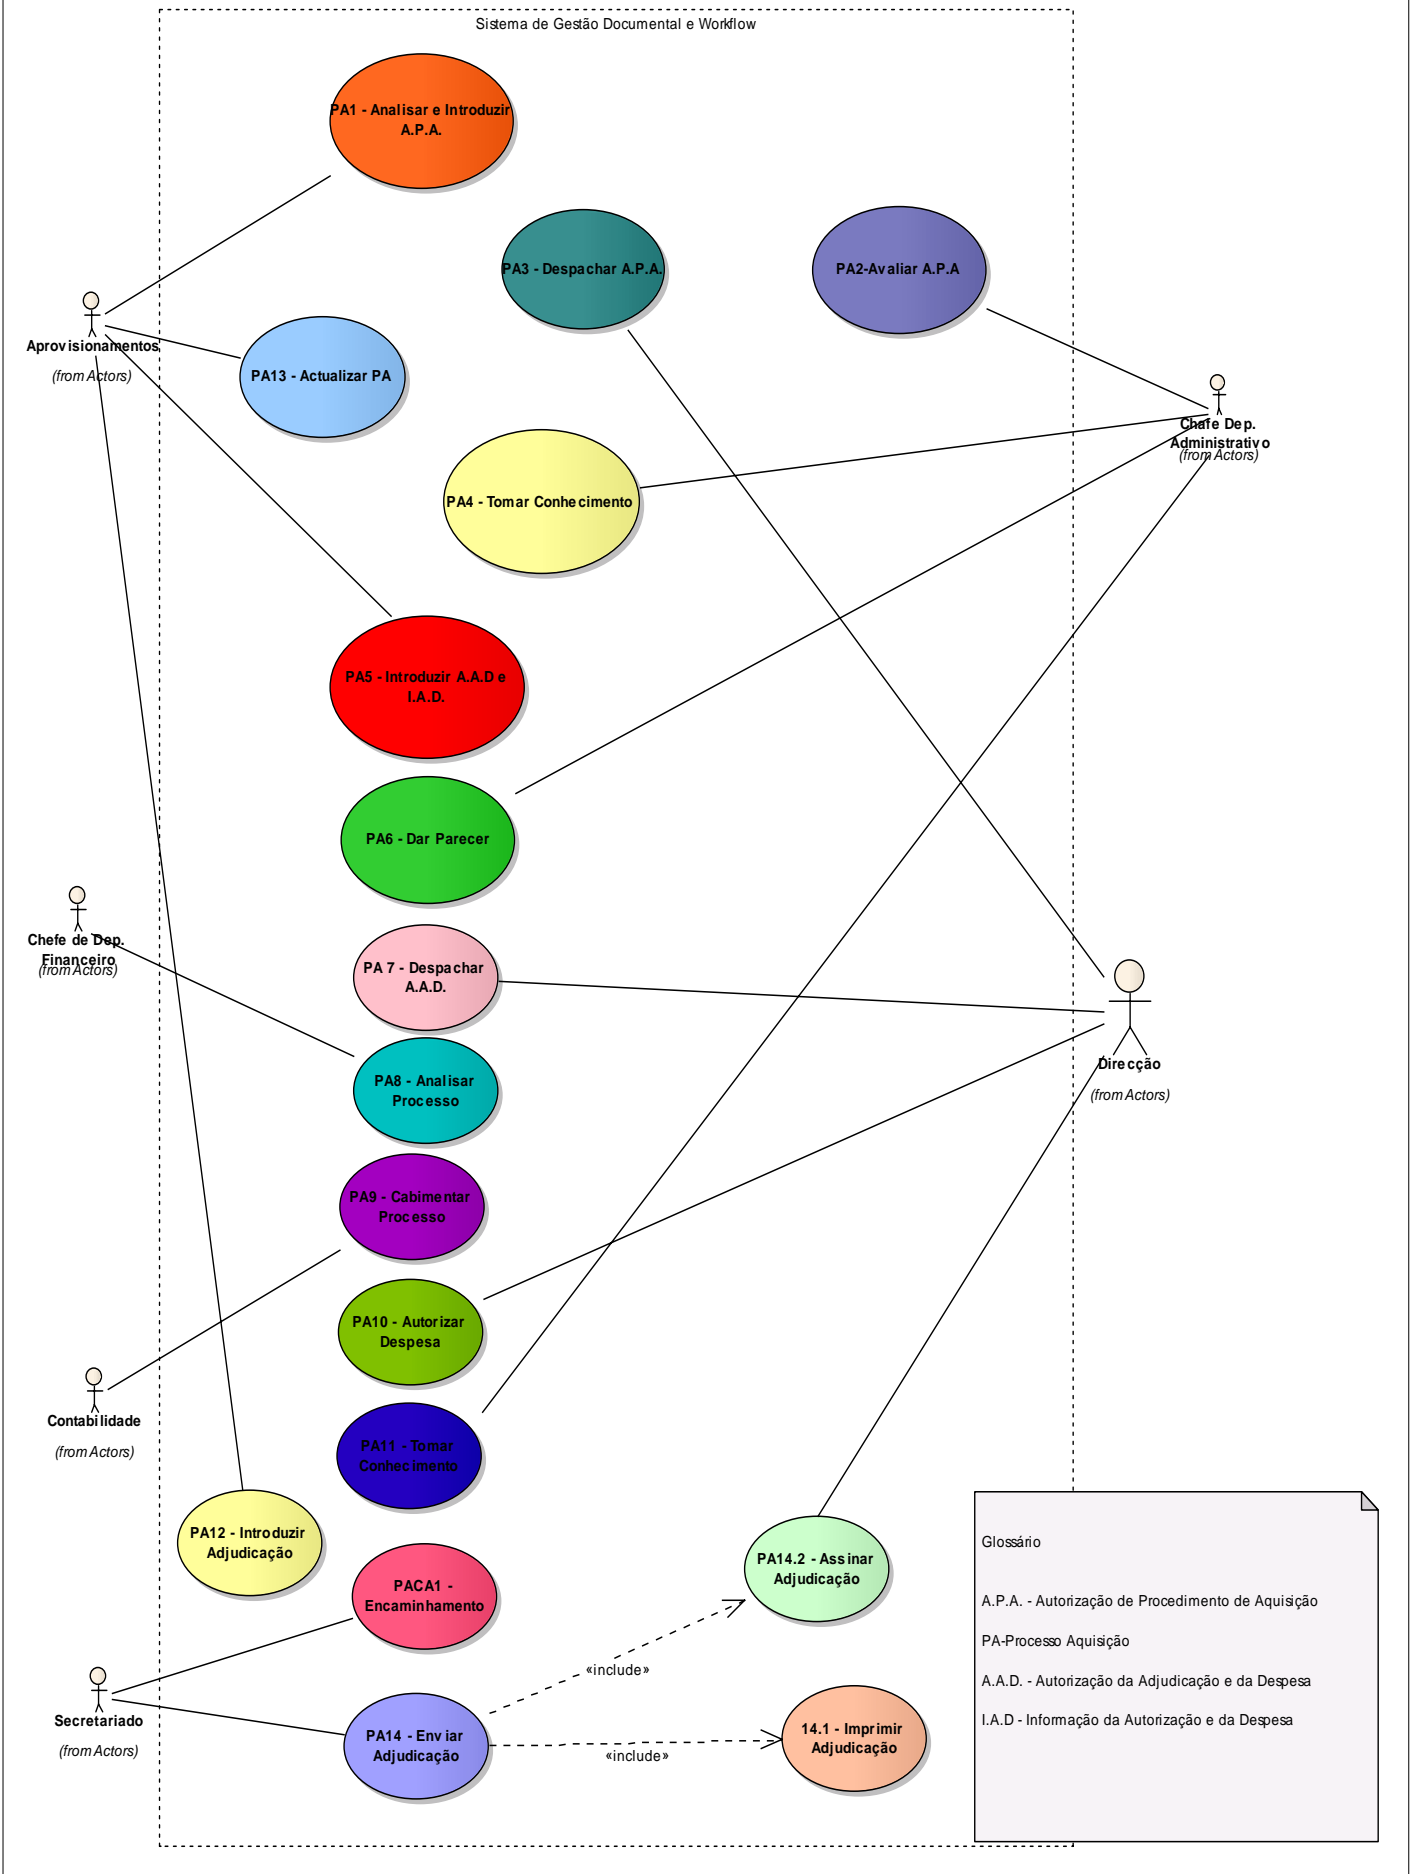 Sistema de Gestão Documental e Workflow
PA1 - Analisar e Introduzir
A.P.A.
PA3 - Despachar A.P.A.
PA2-Avaliar A.P.A
Aprovisionamentos
(from Actors)
PA13 - Actualizar PA
Chafe Dep.
Administrativo
(from Actors)
PA4 - Tomar Conhecimento
PA5 - Introduzir A.A.D e
I.A.D.
PA6 - Dar Parecer
Chefe de Dep.
Financeiro
(from Actors)
PA 7 - Despachar
A.A.D.
Direcção
(from Actors)
PA8 - Analisar
Processo
PA9 - Cabimentar
Processo
PA10 - Autorizar
Despesa
Contabilidade
(from Actors)
PA11 - Tomar
Conhecimento
PA12 - Introduzir
Adjudicação
PACA1 -
Encaminhamento
PA14.2 - Assinar
Adjudicação
«include»
Secretariado
(from Actors)
PA14 - Enviar
Adjudicação
«include»
14.1 - Imprimir
Adjudicação
Glossário
A.P.A. - Autorização de Procedimento de Aquisição
PA-Processo Aquisição
A.A.D. - Autorização da Adjudicação e da Despesa
I.A.D - Informação da Autorização e da Despesa